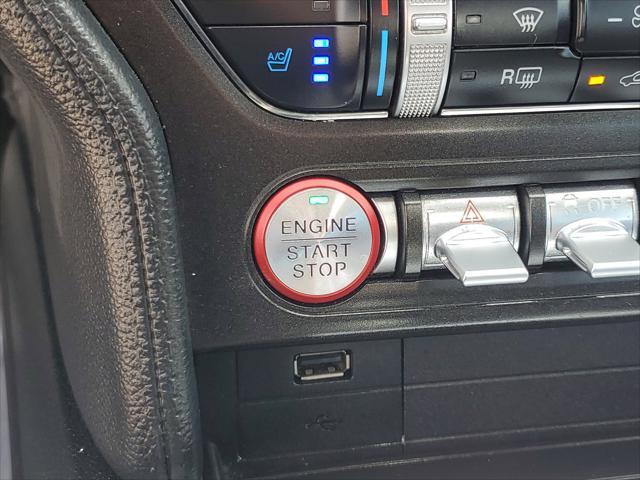 A/C
R
ENGINE
START
STOP
OFF